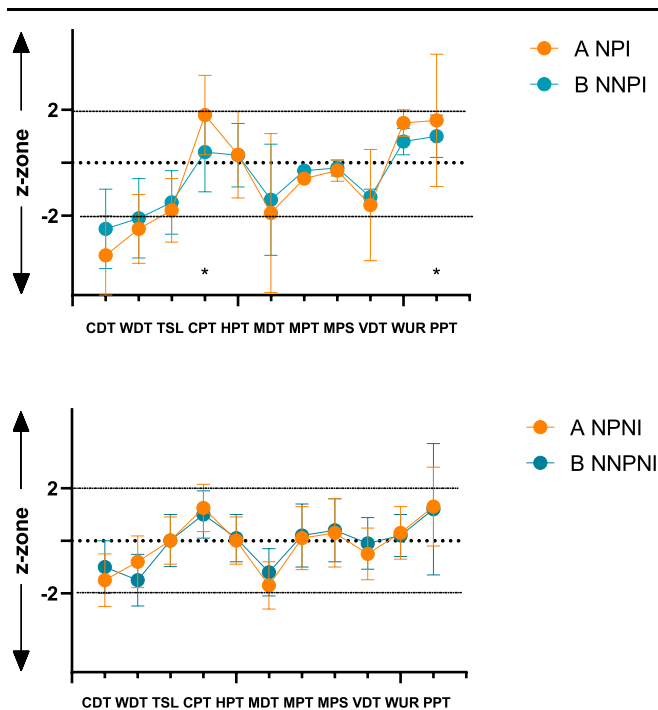 A NPI
B NNPI
z-zone
2
-2
*
*
CDT WDT TSL CPT HPT MDT MPT MPS VDT WUR PPT
A NPNI
B NNPNI
z-zone
2
-2
CDT WDT TSL CPT HPT MDT MPT MPS VDT WUR PPT